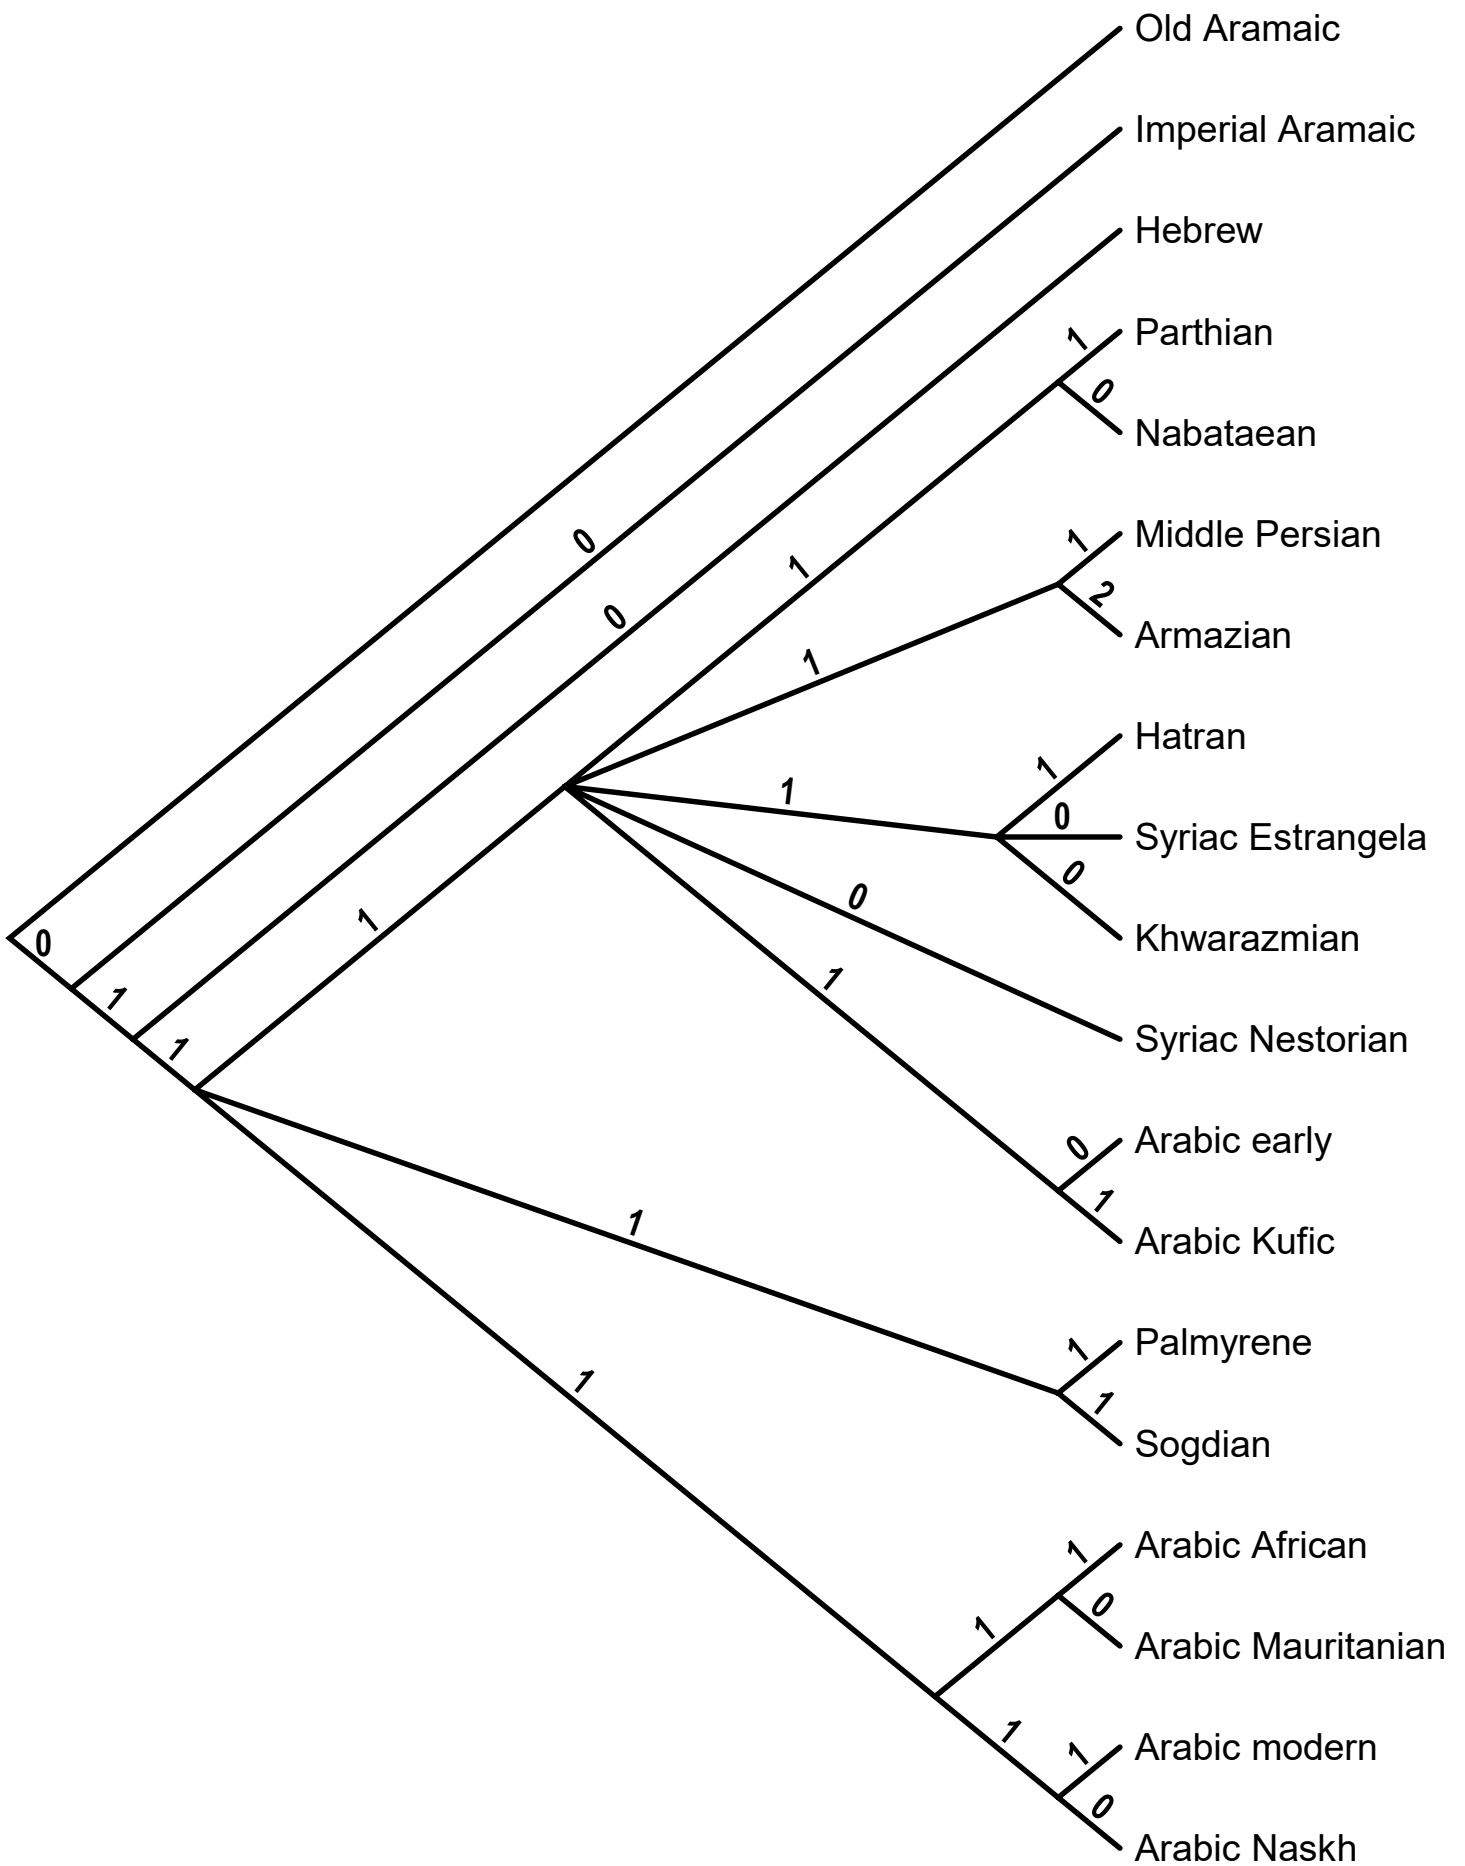 Old Aramaic
Imperial Aramaic
Hebrew
1
Parthian
0
Nabataean
1
Middle Persian
0
1
2
0
Armazian
1
Hatran
1
1
0
Syriac Estrangela
0
1
0
Khwarazmian
0
1
1
Syriac Nestorian
1
0
Arabic early
1
1
Arabic Kufic
1
Palmyrene
1
1
Sogdian
1
Arabic African
0
1
Arabic Mauritanian
1
1
Arabic modern
0
Arabic Naskh